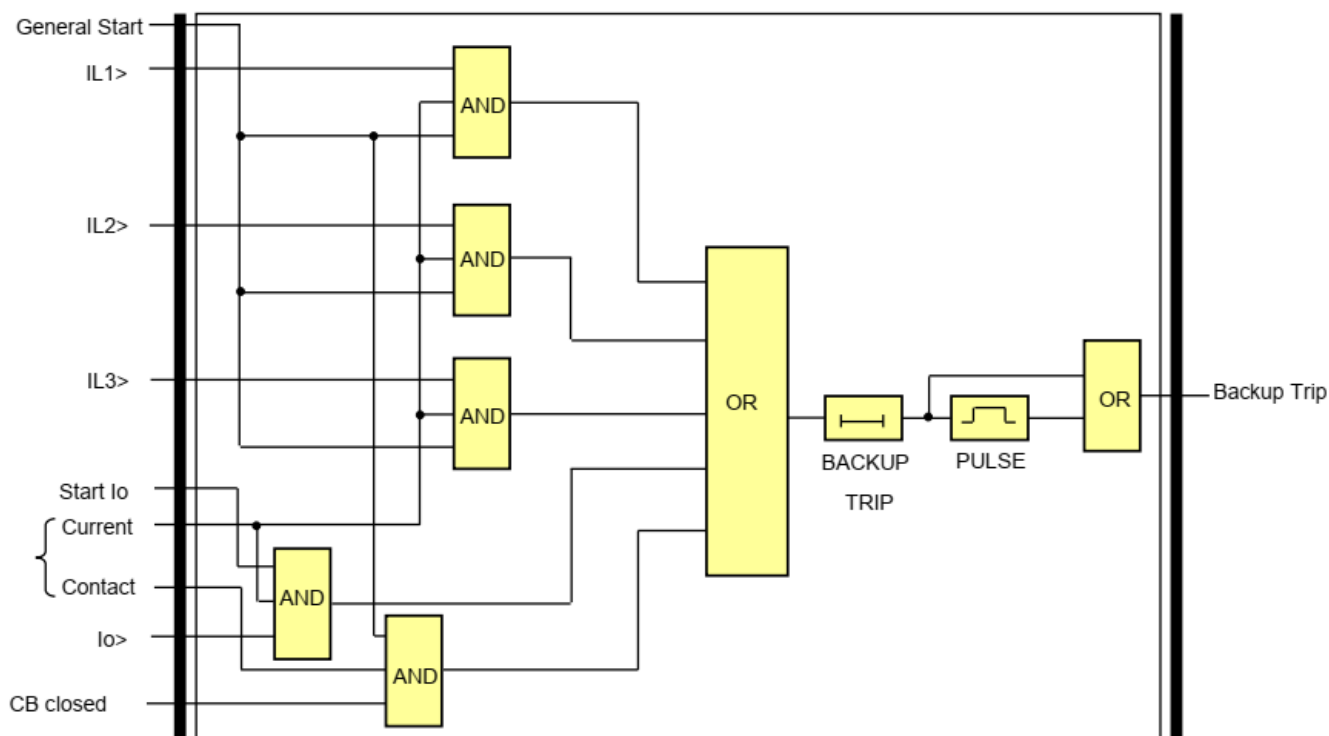 General Start
IL1>
AND
IL2>
AND
IL3>
AND
OR
OR
Backup Trip
BACKUP
TRIP
PULSE
Start Io
Current
Contact
AND
Io>
AND
CB closed